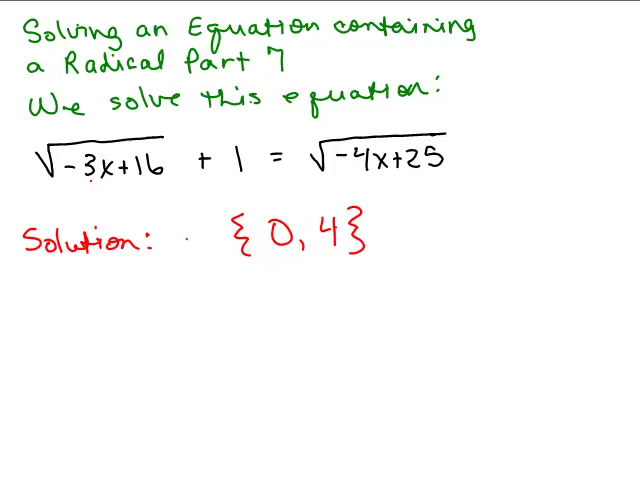 Solving an Equation containing
a Radical Part 7
We solve this equation:
√(-3x+16) + 1 = √(-4x+25)
Solution: {0, 4}